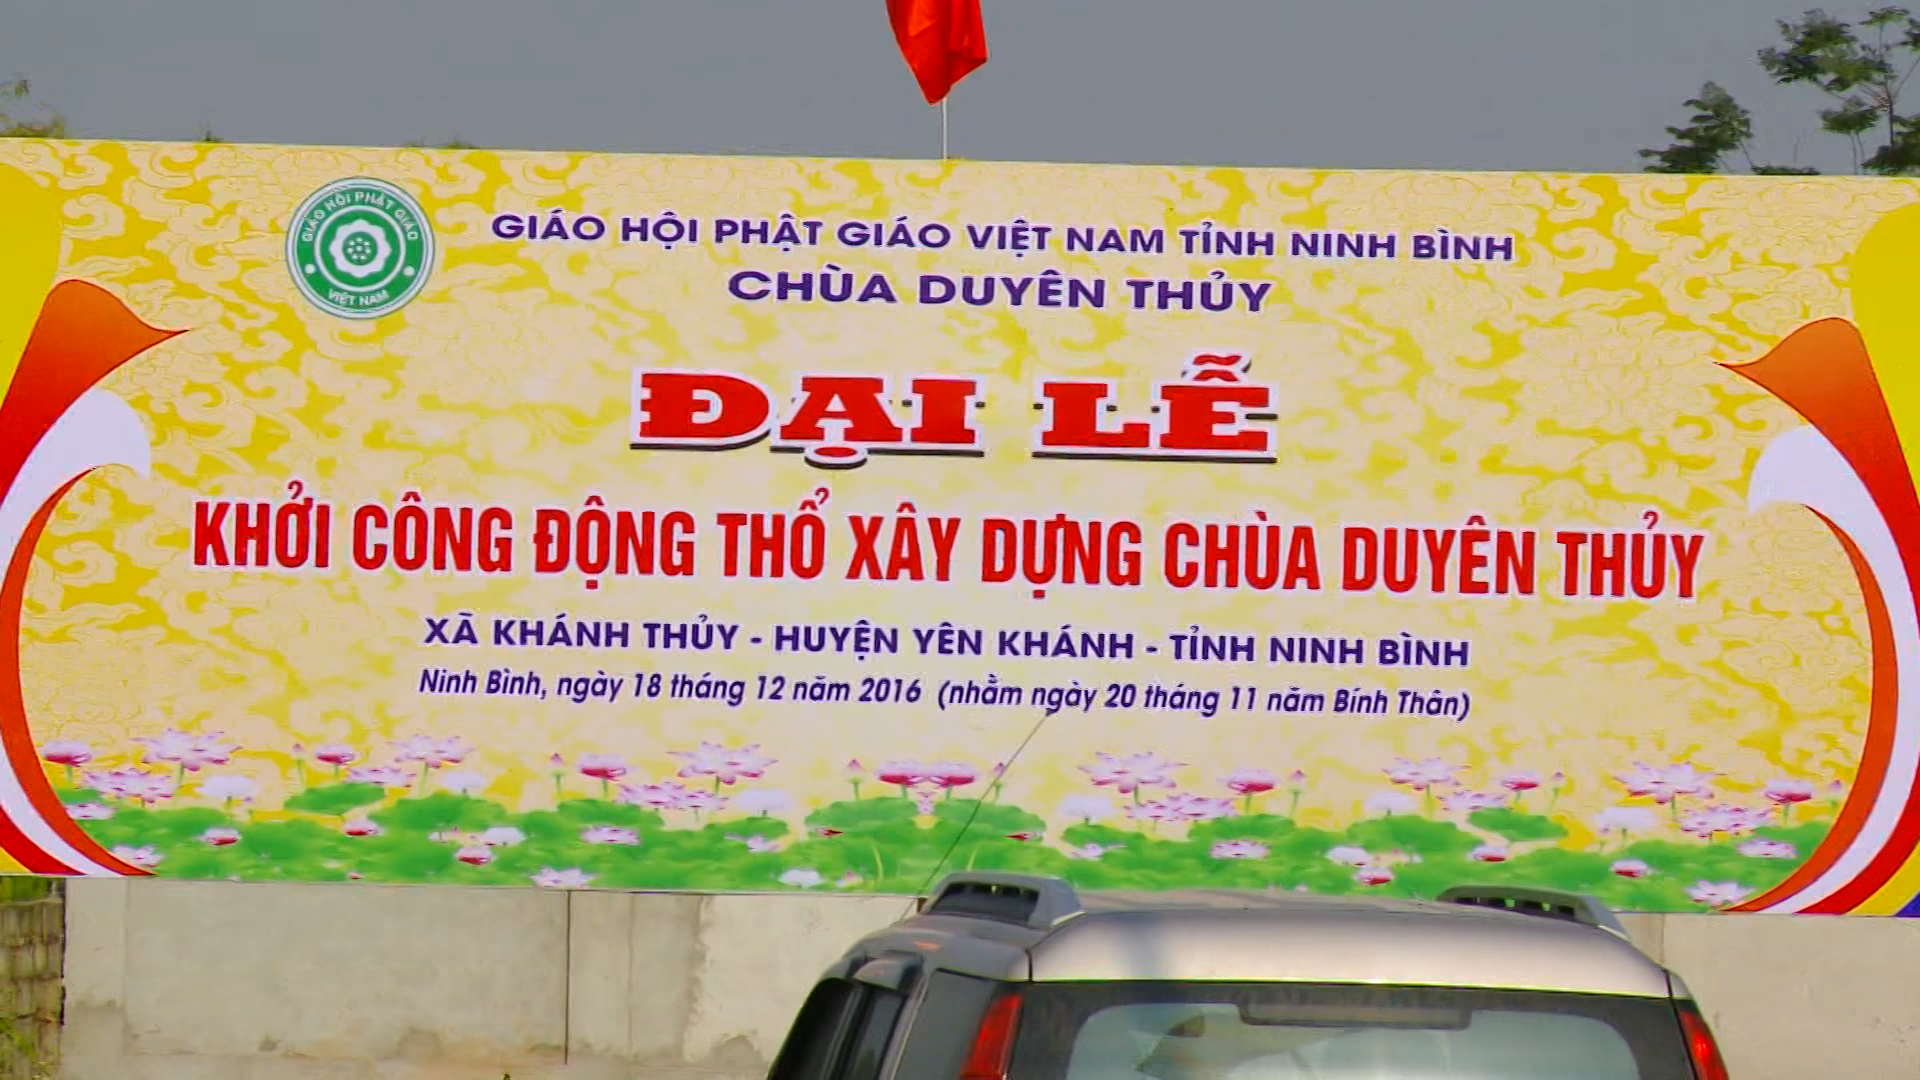 GIÁO HỘI PHẬT GIÁO
VIỆT NAM
GIÁO HỘI PHẬT GIÁO VIỆT NAM TỈNH NINH BÌNH
CHÙA DUYÊN THỦY
ĐẠI LỄ
KHỞI CÔNG ĐỘNG THỔ XÂY DỰNG CHÙA DUYÊN THỦY
XÃ KHÁNH THỦY - HUYỆN YÊN KHÁNH - TỈNH NINH BÌNH
Ninh Bình, ngày 18 tháng 12 năm 2016 (nhằm ngày 20 tháng 11 năm Bính Thân)